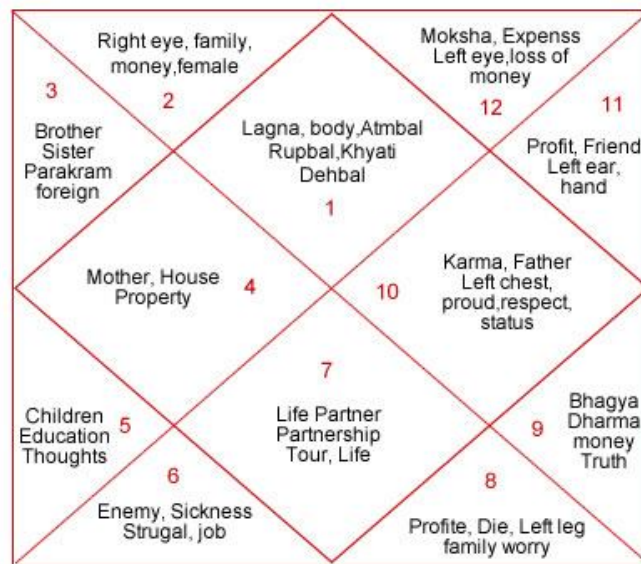 Right eye, family,
money,female
2
Moksha, Expenss
Left eye,loss of
money
12
3
Brother
Sister
Parakram
foreign
Lagna, body,Atmbal
Rupbal,Khyati
Dehbal
1
11
Profit, Friend
Left ear,
hand
Mother, House
Property
4
10
Karma, Father
Left chest,
proud,respect,
status
Children
Education
Thoughts
5
7
Life Partner
Partnership
Tour, Life
9
Bhagya
Dharma
money
Truth
6
Enemy, Sickness
Strugal, job
8
Profite, Die, Left leg
family worry